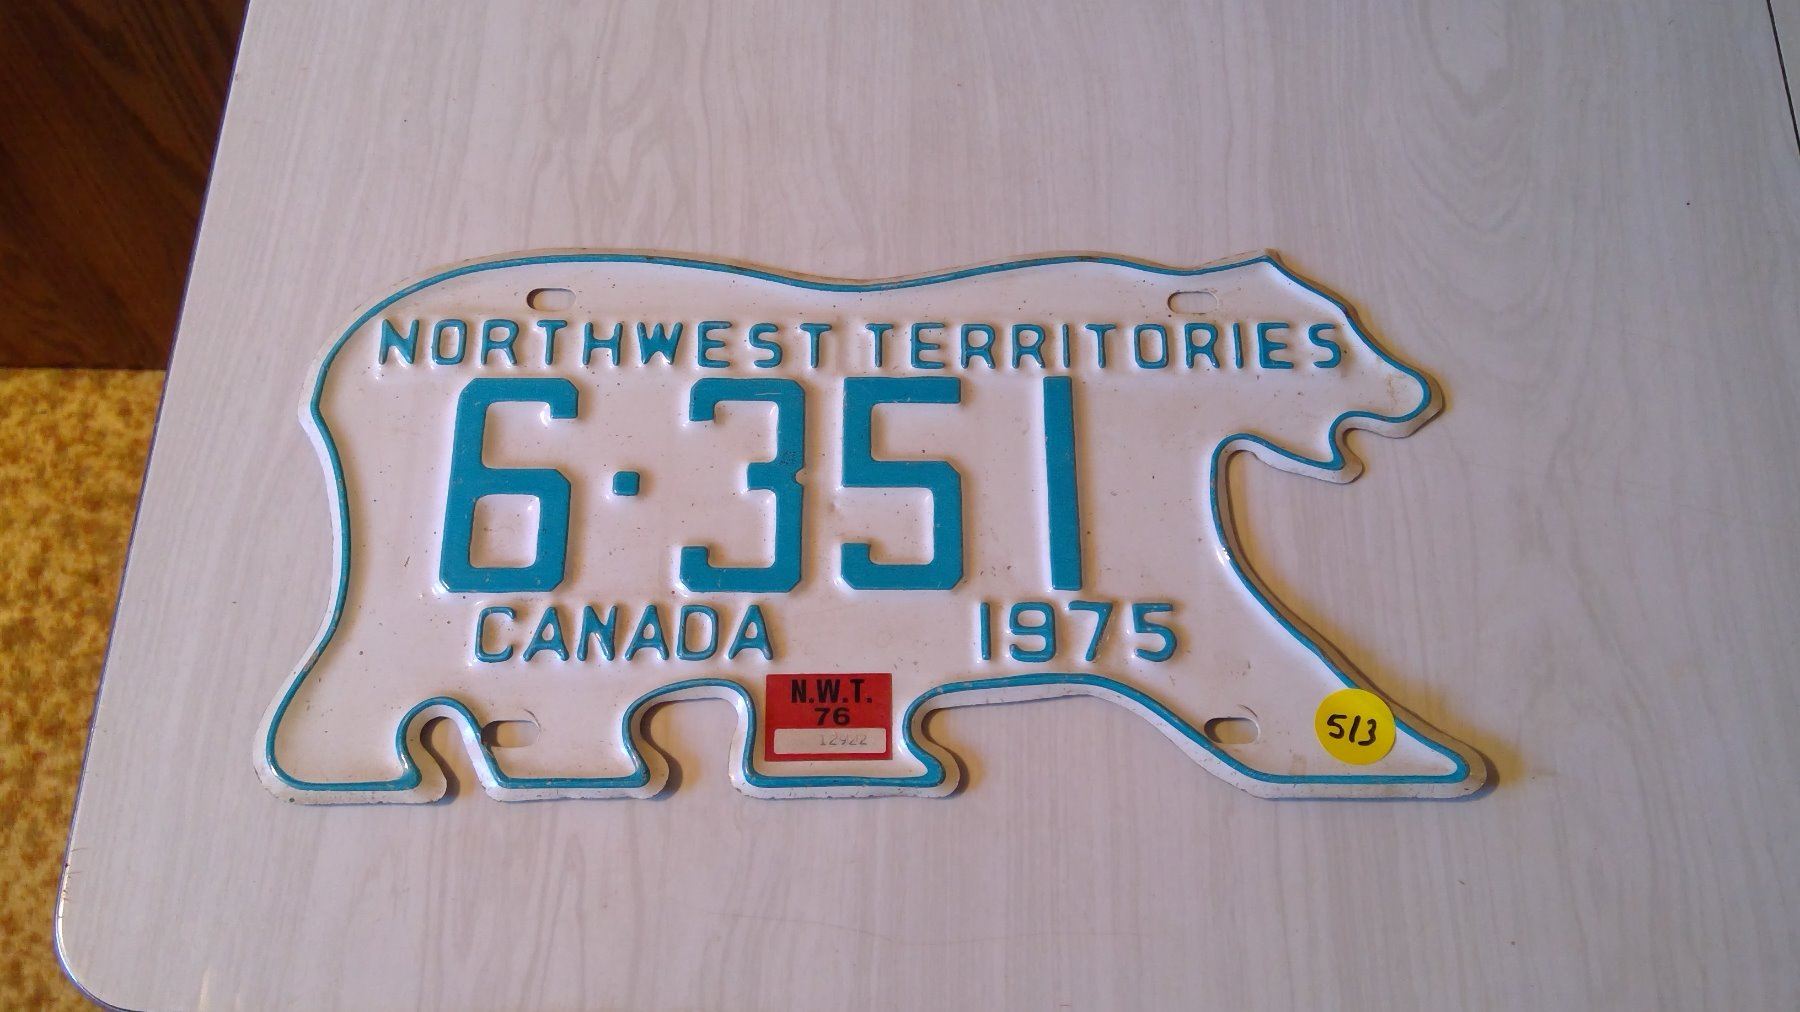 NORTHWEST TERRITORIES
6·351
CANADA 1975
N.W.T.
76
12922
513